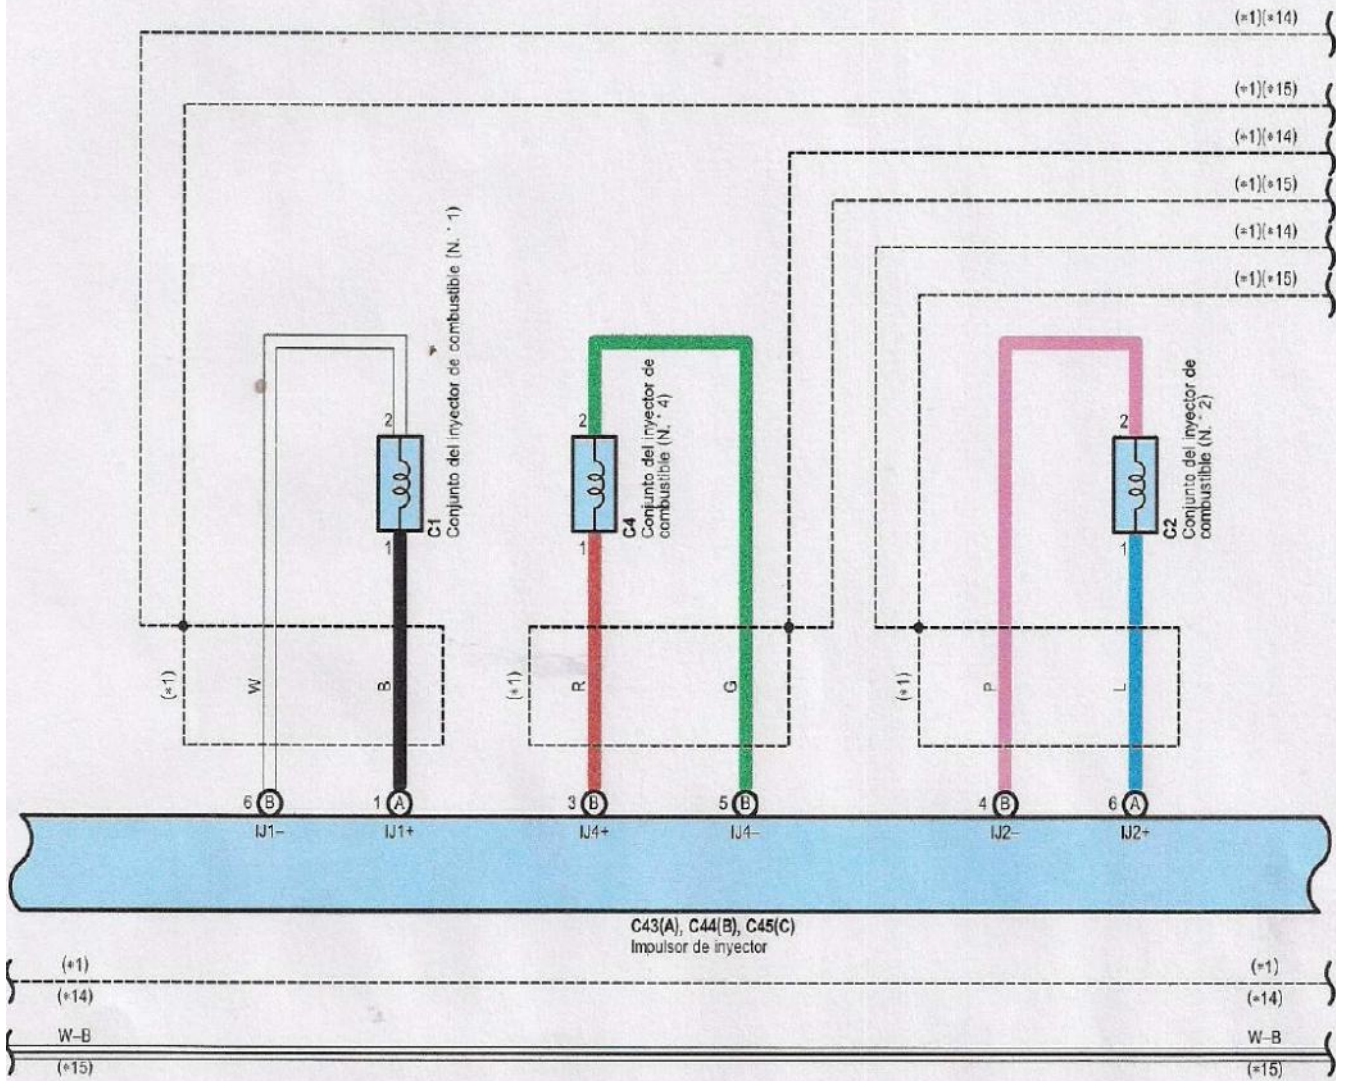 (*1)(*14)
(*1)(*15)
(*1)(*14)
(*1)(*15)
(*1)(*14)
(*1)(*15)
2
1
C1
Conjunto del inyector de combustible (N. ° 1)
2
1
C4
Conjunto del inyector de
combustible (N. ° 4)
2
1
C2
Conjunto del inyector de
combustible (N. ° 2)
(*1) W B (*1) R G (*1) P L
6 B 1 A 3 B 5 B 4 B 6 A
IJ1– IJ1+ IJ4+ IJ4– IJ2– IJ2+
C43(A), C44(B), C45(C)
Impulsor de inyector
(*1) (*1)
(*14) (*14)
W–B W–B
(*15) (*15)